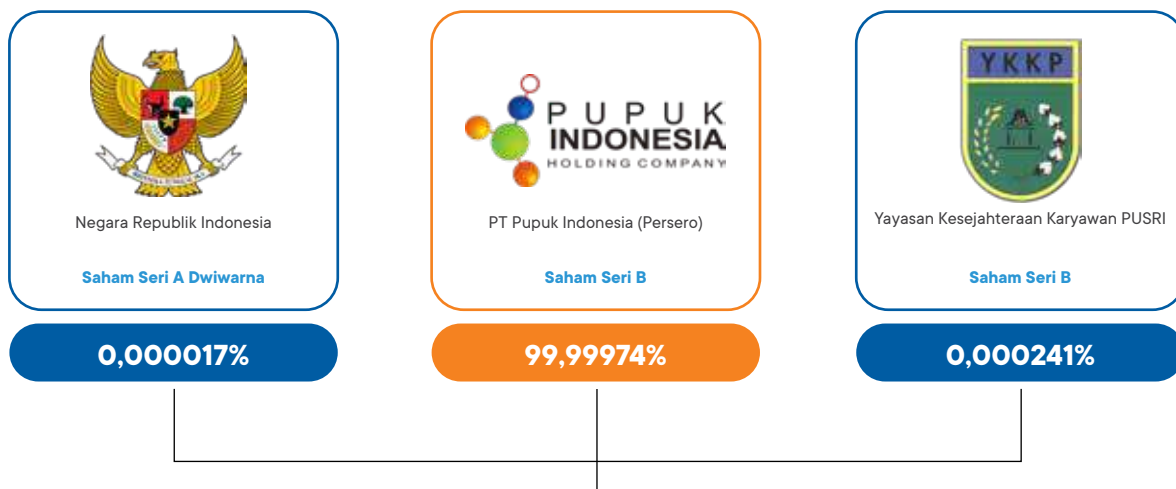 Negara Republik Indonesia
Saham Seri A Dwiwarna
0,000017%
PUPUK
INDONESIA
HOLDING COMPANY
PT Pupuk Indonesia (Persero)
Saham Seri B
99,99974%
YKKP
Yayasan Kesejahteraan Karyawan PUSRI
Saham Seri B
0,000241%